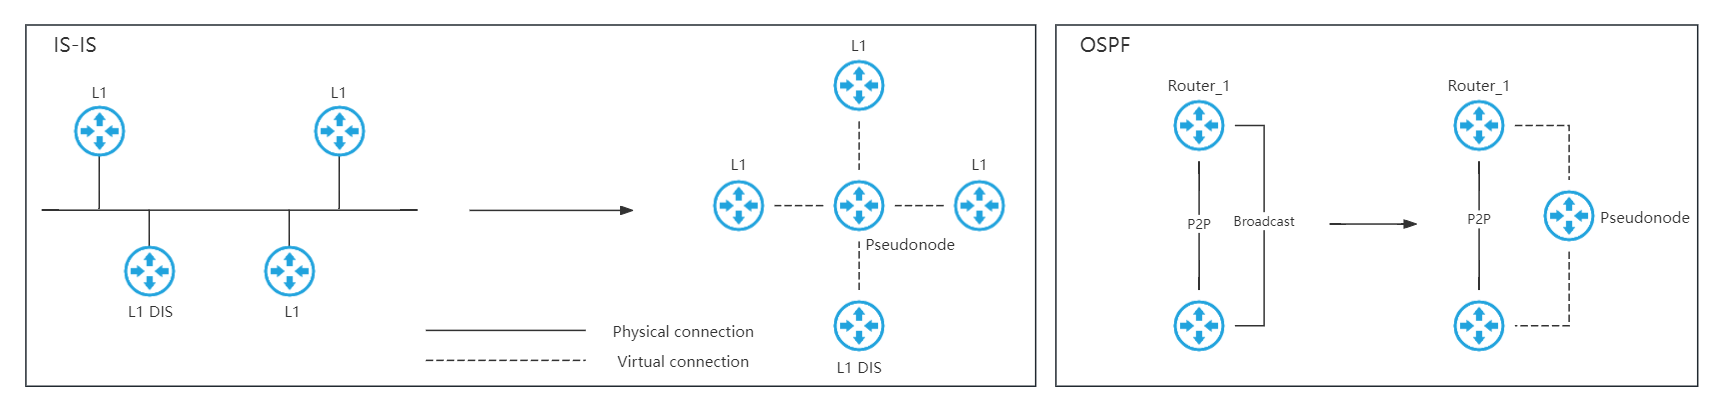 IS-IS
L1
L1
L1 DIS
L1
L1
L1
L1
Pseudonode
L1 DIS
Physical connection
Virtual connection
OSPF
Router_1
P2P
Broadcast
Router_1
P2P
Pseudonode